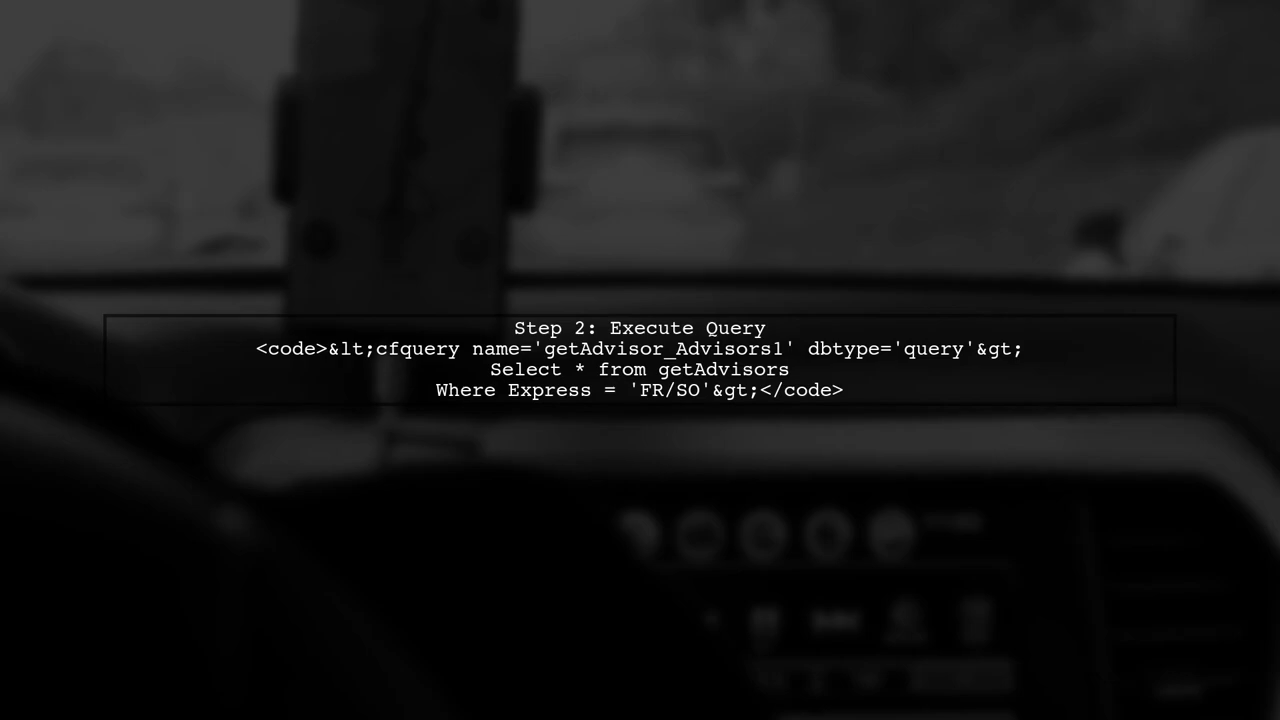 Step 2: Execute Query
<code>&lt;cfquery name='getAdvisor_Advisors1' dbtype='query'&gt;
Select * from getAdvisors
Where Express = 'FR/SO'&gt;</code>